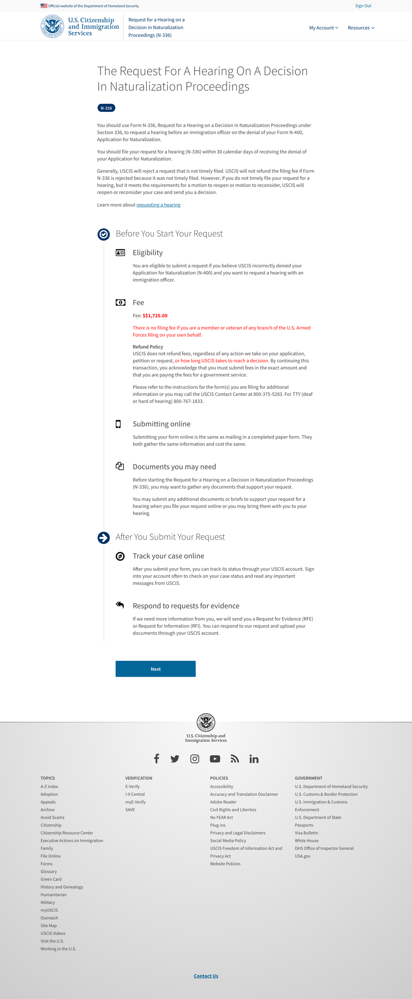 Official website of the Department of Homeland Security
Sign Out
U.S. Citizenship
and Immigration
Services
Request for a Hearing on a
Decision in Naturalization
Proceedings (N-336)
My Account
Resources
The Request For A Hearing On A Decision
In Naturalization Proceedings
N-336
You should use Form N-336, Request for a Hearing on a Decision in Naturalization Proceedings under
Section 336, to request a hearing before an immigration officer on the denial of your Form N-400,
Application for Naturalization.
You should file your request for a hearing (N-336) within 30 calendar days of receiving the denial of
your Application for Naturalization.
Generally, USCIS will reject a request that is not timely filed. USCIS will not refund the filing fee if Form
N-336 is rejected because it was not timely filed. However, if you do not timely file your request for a
hearing, but it meets the requirements for a motion to reopen or motion to reconsider, USCIS will
reopen or reconsider your case and send you a decision.
Learn more about requesting a hearing
Before You Start Your Request
Eligibility
You are eligible to submit a request if you believe USCIS incorrectly denied your
Application for Naturalization (N-400) and you want to request a hearing with an
immigration officer.
Fee
Fee: $$1,725.00
There is no filing fee if you are a member or veteran of any branch of the U.S. Armed
Forces filing on your own behalf.
Refund Policy
USCIS does not refund fees, regardless of any action we take on your application,
petition or request, or how long USCIS takes to reach a decision. By continuing this
transaction, you acknowledge that you must submit fees in the exact amount and
that you are paying the fees for a government service.
Please refer to the instructions for the form(s) you are filing for additional
information or you may call the USCIS Contact Center at 800-375-5283. For TTY (deaf
or hard of hearing) 800-767-1833.
Submitting online
Submitting your form online is the same as mailing in a completed paper form. They
both gather the same information and cost the same.
Documents you may need
Before starting the Request for a Hearing on a Decision in Naturalization Proceedings
(N-336), you may want to gather any documents that support your request.
You may submit any additional documents or briefs to support your request for a
hearing when you file your request online or you may bring them with you to your
hearing.
After You Submit Your Request
Track your case online
After you submit your form, you can track its status through your USCIS account. Sign
into your account often to check on your case status and read any important
messages from USCIS.
Respond to requests for evidence
If we need more information from you, we will send you a Request for Evidence (RFE)
or Request for Information (RFI). You can respond to our request and upload your
documents through your USCIS account.
Next
U.S. Citizenship and
Immigration Services
TOPICS
A-Z Index
Adoption
Appeals
Archive
Avoid Scams
Citizenship
Citizenship Resource Center
Executive Actions on Immigration
Family
File Online
Forms
Glossary
Green Card
History and Genealogy
Humanitarian
Military
myUSCIS
Outreach
Site Map
USCIS Videos
Visit the U.S.
Working in the U.S.
VERIFICATION
E-Verify
I-9 Central
myE-Verify
SAVE
POLICIES
Accessibility
Accuracy and Translation Disclaimer
Adobe Reader
Civil Rights and Liberties
No FEAR Act
Plug-ins
Privacy and Legal Disclaimers
Social Media Policy
USCIS Freedom of Information Act and
Privacy Act
Website Policies
GOVERNMENT
U.S. Department of Homeland Security
U.S. Customs & Border Protection
U.S. Immigration & Customs
Enforcement
U.S. Department of State
Passports
Visa Bulletin
White House
DHS Office of Inspector General
USA.gov
Contact Us